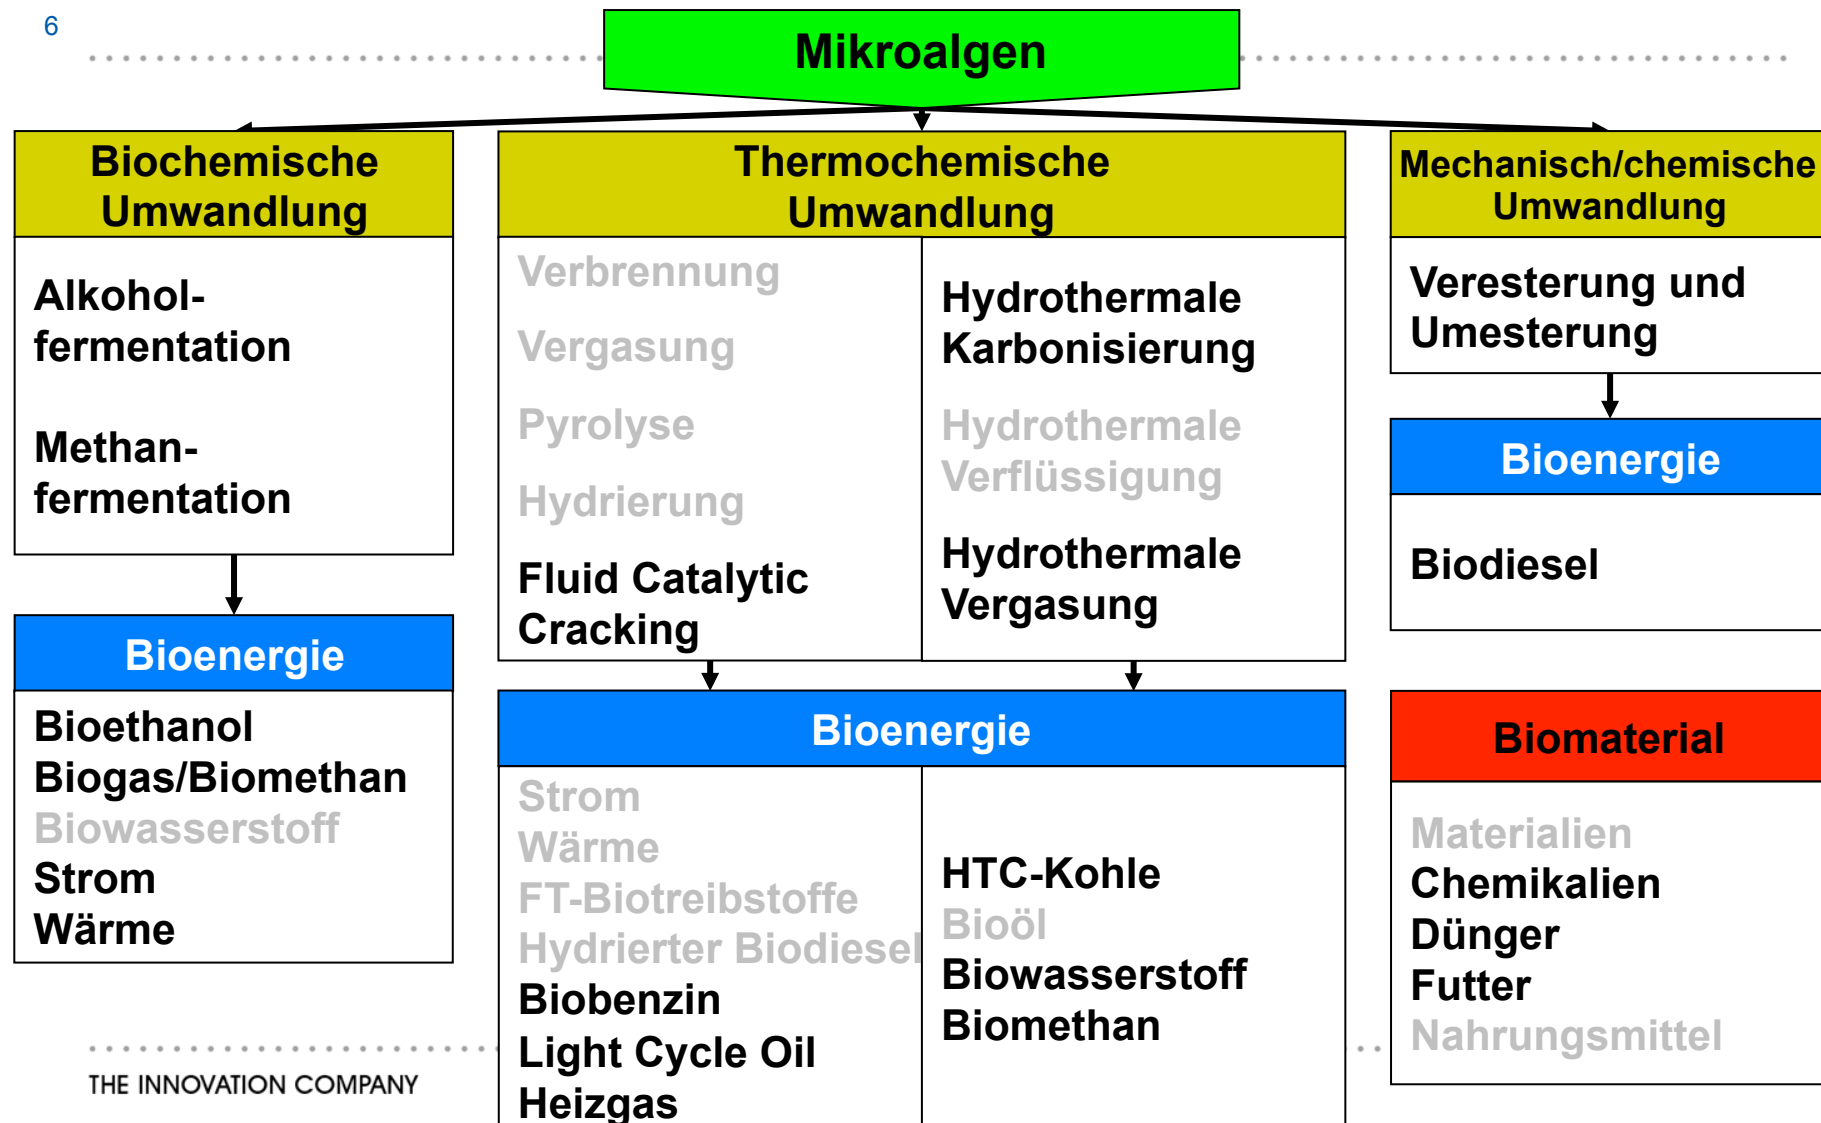 6
Mikroalgen
Biochemische
Umwandlung
Alkohol-
fermentation
Methan-
fermentation
Bioenergie
Bioethanol
Biogas/Biomethan
Biowasserstoff
Strom
Wärme
Thermochemische
Umwandlung
Verbrennung
Vergasung
Pyrolyse
Hydrierung
Fluid Catalytic
Cracking
Hydrothermale
Karbonisierung
Hydrothermale
Verflüssigung
Hydrothermale
Vergasung
Bioenergie
Strom
Wärme
FT-Biotreibstoffe
Hydrierter Biodiesel
Biobenzin
Light Cycle Oil
Heizgas
HTC-Kohle
Bioöl
Biowasserstoff
Biomethan
Mechanisch/chemische
Umwandlung
Veresterung und
Umesterung
Bioenergie
Biodiesel
Biomaterial
Materialien
Chemikalien
Dünger
Futter
Nahrungsmittel
THE INNOVATION COMPANY